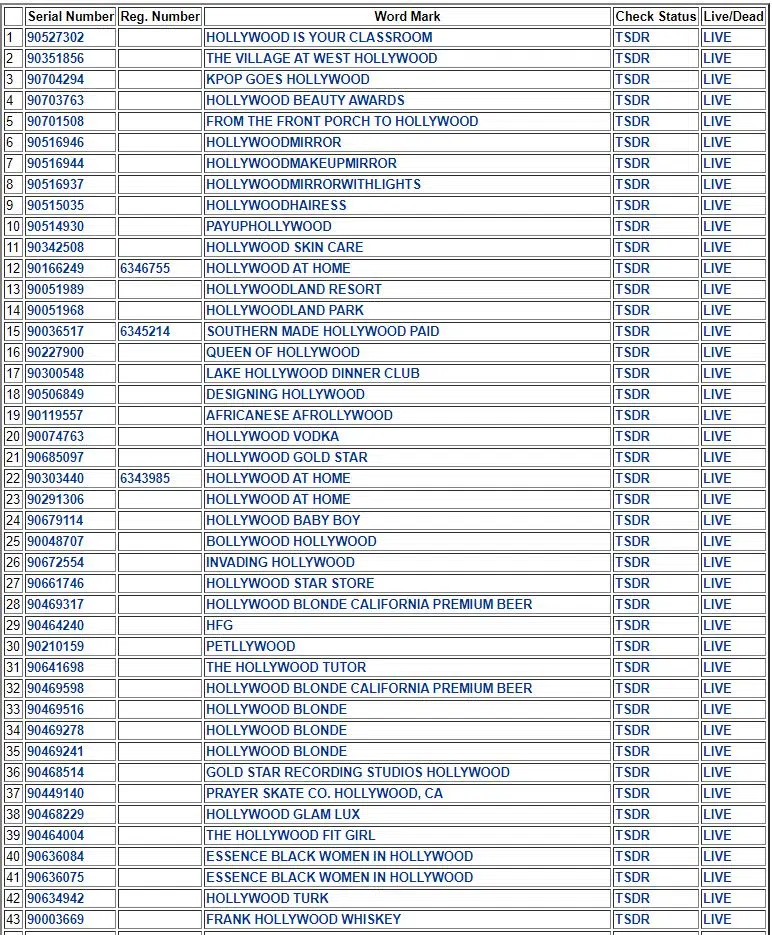 Serial Number Reg. Number Word Mark Check Status Live/Dead
1 90527302 HOLLYWOOD IS YOUR CLASSROOM TSDR LIVE
2 90351856 THE VILLAGE AT WEST HOLLYWOOD TSDR LIVE
3 90704294 KPOP GOES HOLLYWOOD TSDR LIVE
4 90703763 HOLLYWOOD BEAUTY AWARDS TSDR LIVE
5 90701508 FROM THE FRONT PORCH TO HOLLYWOOD TSDR LIVE
6 90516946 HOLLYWOODMIRROR TSDR LIVE
7 90516944 HOLLYWOODMAKEUPMIRROR TSDR LIVE
8 90516937 HOLLYWOODMIRRORWITHLIGHTS TSDR LIVE
9 90515035 HOLLYWOODHAIRESS TSDR LIVE
10 90514930 PAYUPHOLLYWOOD TSDR LIVE
11 90342508 HOLLYWOOD SKIN CARE TSDR LIVE
12 90166249 6346755 HOLLYWOOD AT HOME TSDR LIVE
13 90051989 HOLLYWOODLAND RESORT TSDR LIVE
14 90051968 HOLLYWOODLAND PARK TSDR LIVE
15 90036517 6345214 SOUTHERN MADE HOLLYWOOD PAID TSDR LIVE
16 90227900 QUEEN OF HOLLYWOOD TSDR LIVE
17 90300548 LAKE HOLLYWOOD DINNER CLUB TSDR LIVE
18 90506849 DESIGNING HOLLYWOOD TSDR LIVE
19 90119557 AFRICANESE AFROLLYWOOD TSDR LIVE
20 90074763 HOLLYWOOD VODKA TSDR LIVE
21 90685097 HOLLYWOOD GOLD STAR TSDR LIVE
22 90303440 6343985 HOLLYWOOD AT HOME TSDR LIVE
23 90291306 HOLLYWOOD AT HOME TSDR LIVE
24 90679114 HOLLYWOOD BABY BOY TSDR LIVE
25 90048707 BOLLYWOOD HOLLYWOOD TSDR LIVE
26 90672554 INVADING HOLLYWOOD TSDR LIVE
27 90661746 HOLLYWOOD STAR STORE TSDR LIVE
28 90469317 HOLLYWOOD BLONDE CALIFORNIA PREMIUM BEER TSDR LIVE
29 90464240 HFG TSDR LIVE
30 90210159 PETLLYWOOD TSDR LIVE
31 90641698 THE HOLLYWOOD TUTOR TSDR LIVE
32 90469598 HOLLYWOOD BLONDE CALIFORNIA PREMIUM BEER TSDR LIVE
33 90469516 HOLLYWOOD BLONDE TSDR LIVE
34 90469278 HOLLYWOOD BLONDE TSDR LIVE
35 90469241 HOLLYWOOD BLONDE TSDR LIVE
36 90468514 GOLD STAR RECORDING STUDIOS HOLLYWOOD TSDR LIVE
37 90449140 PRAYER SKATE CO. HOLLYWOOD, CA TSDR LIVE
38 90468229 HOLLYWOOD GLAM LUX TSDR LIVE
39 90464004 THE HOLLYWOOD FIT GIRL TSDR LIVE
40 90636084 ESSENCE BLACK WOMEN IN HOLLYWOOD TSDR LIVE
41 90636075 ESSENCE BLACK WOMEN IN HOLLYWOOD TSDR LIVE
42 90634942 HOLLYWOOD TURK TSDR LIVE
43 90003669 FRANK HOLLYWOOD WHISKEY TSDR LIVE